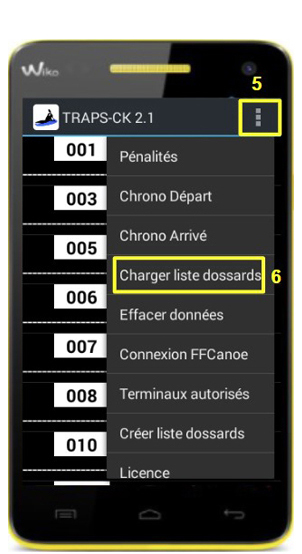 Wiko
5
TRAPS-CK 2.1
001
Pénalités
003
Chrono Départ
005
Chrono Arrivé
Charger liste dossards
6
006
Effacer données
007
Connexion FFCanoe
008
Terminaux autorisés
010
Créer liste dossards
Licence